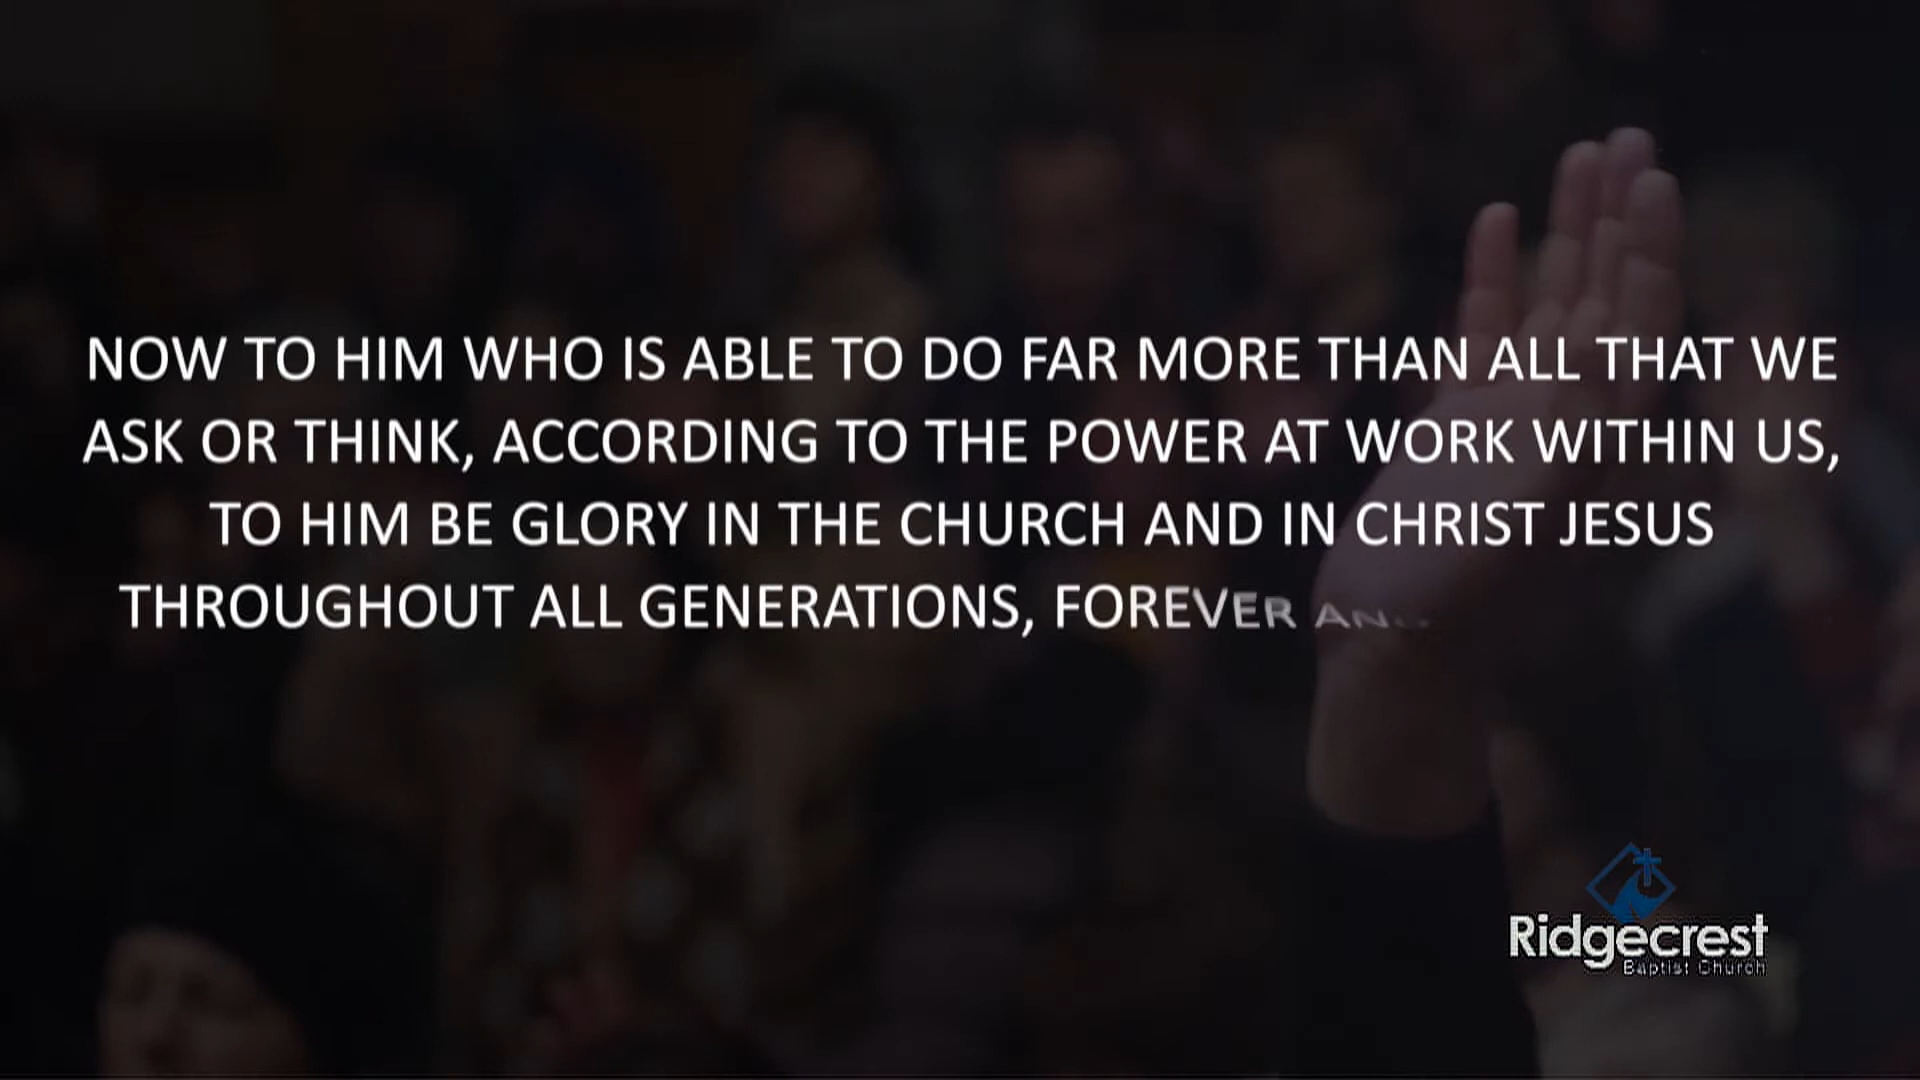 NOW TO HIM WHO IS ABLE TO DO FAR MORE THAN ALL THAT WE
ASK OR THINK, ACCORDING TO THE POWER AT WORK WITHIN US,
TO HIM BE GLORY IN THE CHURCH AND IN CHRIST JESUS
THROUGHOUT ALL GENERATIONS, FOREVER AN
Ridgecrest
Baptist Church